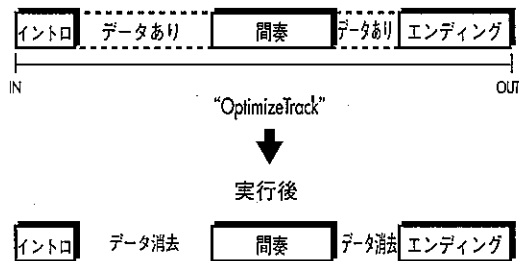 イントロ データあり 間奏 データあり エンディング
IN OUT
“OptimizeTrack”
実行後
イントロ データ消去 間奏 データ消去 エンディング